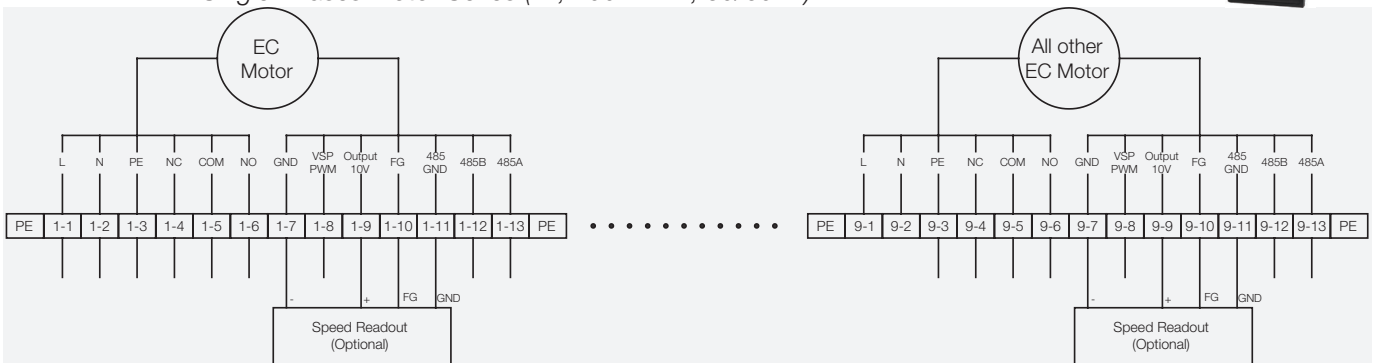 EC
Motor
All other
EC Motor
L N PE NC COM NO GND VSP PWM Output 10V FG 485 GND 485B 485A
L N PE NC COM NO GND VSP PWM Output 10V FG 485 GND 485B 485A
PE 1-1 1-2 1-3 1-4 1-5 1-6 1-7 1-8 1-9 1-10 1-11 1-12 1-13 PE
PE 9-1 9-2 9-3 9-4 9-5 9-6 9-7 9-8 9-9 9-10 9-11 9-12 9-13 PE
- + FG GND
- + FG GND
Speed Readout
(Optional)
Speed Readout
(Optional)